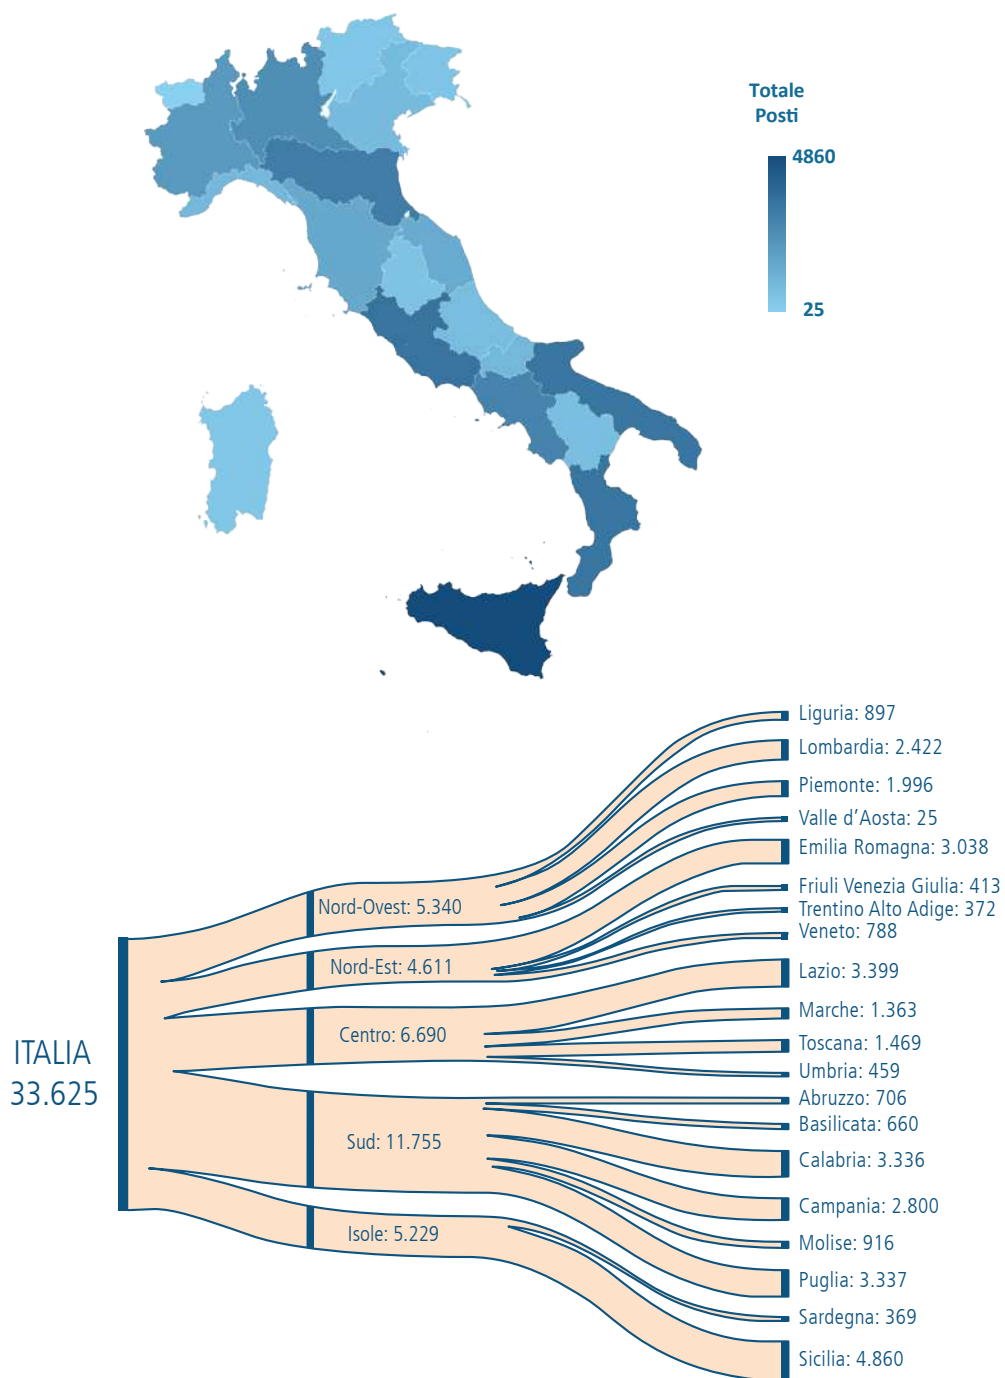 Totale
Posti
4860
25
Liguria: 897
Lombardia: 2.422
Piemonte: 1.996
Valle d’Aosta: 25
Emilia Romagna: 3.038
Friuli Venezia Giulia: 413
Trentino Alto Adige: 372
Veneto: 788
Lazio: 3.399
Marche: 1.363
Toscana: 1.469
Umbria: 459
Abruzzo: 706
Basilicata: 660
Calabria: 3.336
Campania: 2.800
Molise: 916
Puglia: 3.337
Sardegna: 369
Sicilia: 4.860
Nord-Ovest: 5.340
Nord-Est: 4.611
Centro: 6.690
Sud: 11.755
Isole: 5.229
ITALIA
33.625